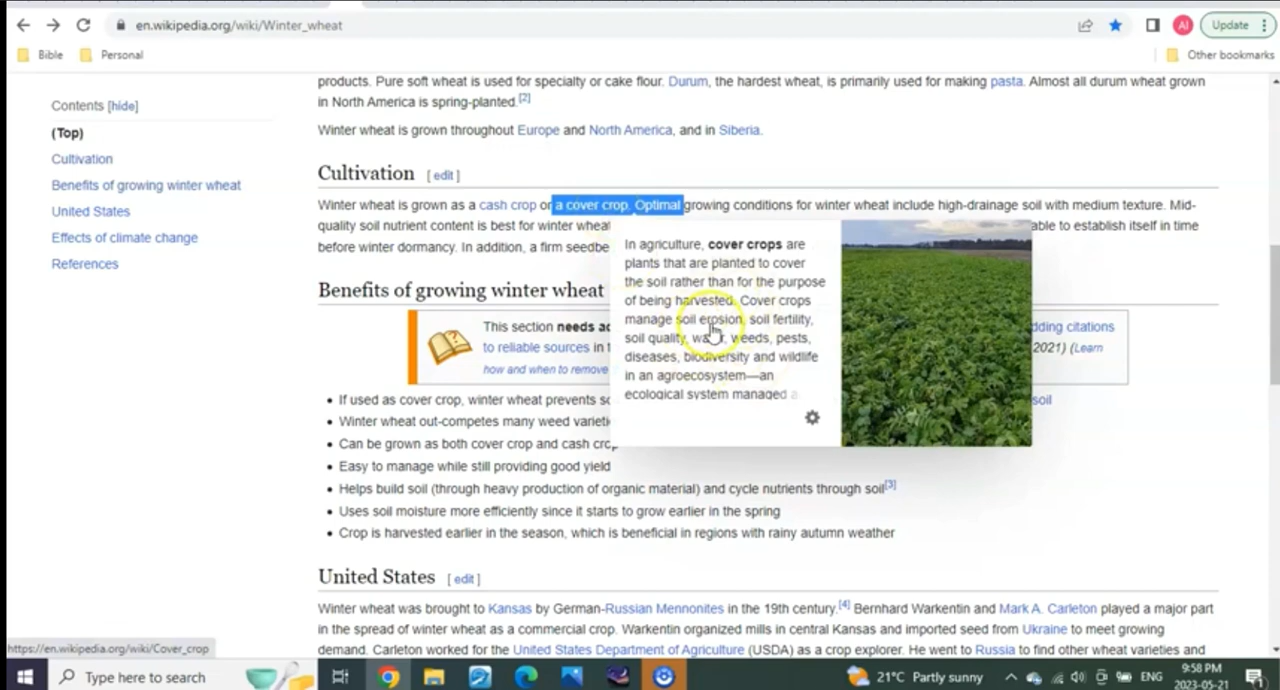 en.wikipedia.org/wiki/Winter_wheat
AI
Update
Bible
Personal
Other bookmarks
Contents [hide]
(Top)
Cultivation
Benefits of growing winter wheat
United States
Effects of climate change
References
products. Pure soft wheat is used for specialty or cake flour. Durum, the hardest wheat, is primarily used for making pasta. Almost all durum wheat grown
in North America is spring-planted.[2]
Winter wheat is grown throughout Europe and North America, and in Siberia.
Cultivation [ edit ]
Winter wheat is grown as a cash crop or a cover crop. Optimal growing conditions for winter wheat include high-drainage soil with medium texture. Mid-
quality soil nutrient content is best for winter wheat able to establish itself in time
before winter dormancy. In addition, a firm seedbe
In agriculture, cover crops are
plants that are planted to cover
the soil rather than for the purpose
of being harvested. Cover crops
manage soil erosion, soil fertility,
soil quality, water, weeds, pests,
diseases, biodiversity and wildlife
in an agroecosystem—an
ecological system managed a
Benefits of growing winter wheat
This section needs ad dding citations
to reliable sources in t 2021) (Learn
how and when to remove
If used as cover crop, winter wheat prevents so soil
Winter wheat out-competes many weed varieti
Can be grown as both cover crop and cash crop
Easy to manage while still providing good yield
Helps build soil (through heavy production of organic material) and cycle nutrients through soil[3]
Uses soil moisture more efficiently since it starts to grow earlier in the spring
Crop is harvested earlier in the season, which is beneficial in regions with rainy autumn weather
United States [ edit ]
Winter wheat was brought to Kansas by German-Russian Mennonites in the 19th century.[4] Bernhard Warkentin and Mark A. Carleton played a major part
in the spread of winter wheat as a commercial crop. Warkentin organized mills in central Kansas and imported seed from Ukraine to meet growing
demand. Carleton worked for the United States Department of Agriculture (USDA) as a crop explorer. He went to Russia to find other wheat varieties and
https://en.wikipedia.org/wiki/Cover_crop
Type here to search
21°C Partly sunny
ENG
9:58 PM
2023-05-21
1